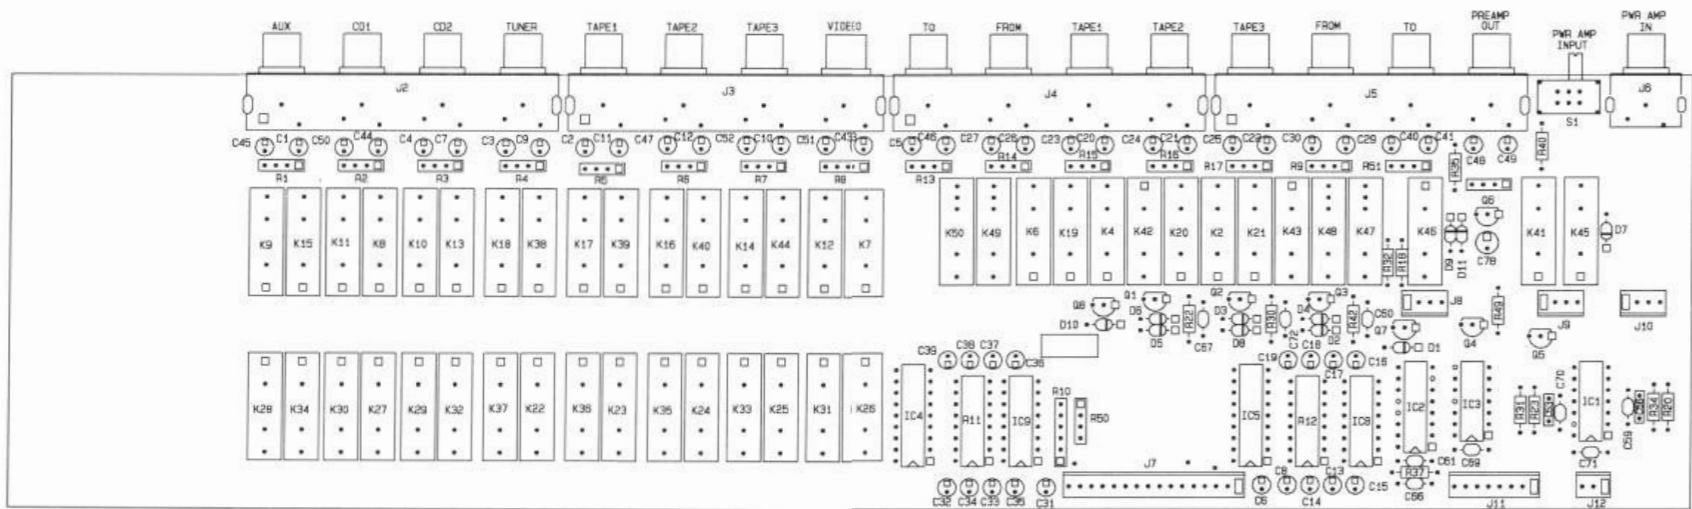 AUX CD1 CD2 TUNER TAPE1 TAPE2 TAPE3 VIDEO TO FROM TAPE1 TAPE2 TAPE3 FROM TO PREAMP OUT PWR AMP INPUT PWR AMP IN
J2 J3 J4 J5 S1 J6
C45 C1 C50 C44 C4 C7 C3 C9 C2 C11 C47 C12 C52 C10 C51 C43 C5 C46 C27 C26 C23 C20 C24 C21 C25 C22 C30 C29 C40 C41 C48 C49 R40
R1 R2 R3 R4 R5 R6 R7 R8 R13 R14 R15 R16 R17 R9 R51 R35
K9 K15 K11 K8 K10 K13 K18 K38 K17 K39 K16 K40 K14 K44 K12 K7 K50 K49 K6 K19 K4 K42 K20 K2 K21 K43 K48 K47 K46 K41 K45
R32 R18 D9 D11 Q6 C78 D7
Q8 D10 Q1 D6 D5 R22 C67 Q2 D3 D8 R30 C72 D4 Q3 D2 R42 C60 Q7 D1 J8 Q4 R49 Q5 J9 J10
C39 C38 C37 C36 C19 C18 C17 C16
K28 K34 K30 K27 K29 K32 K37 K22 K36 K23 K35 K24 K33 K25 K31 K26 IC4 R11 IC9 R10 R50 IC5 R12 IC8 IC2 IC3 R31 R23 C70 IC1 C59 R34 R20
C32 C34 C33 C35 C31 J7 C6 C8 C14 C13 C15 C61 R37 C66 C69 J11 C71 J12